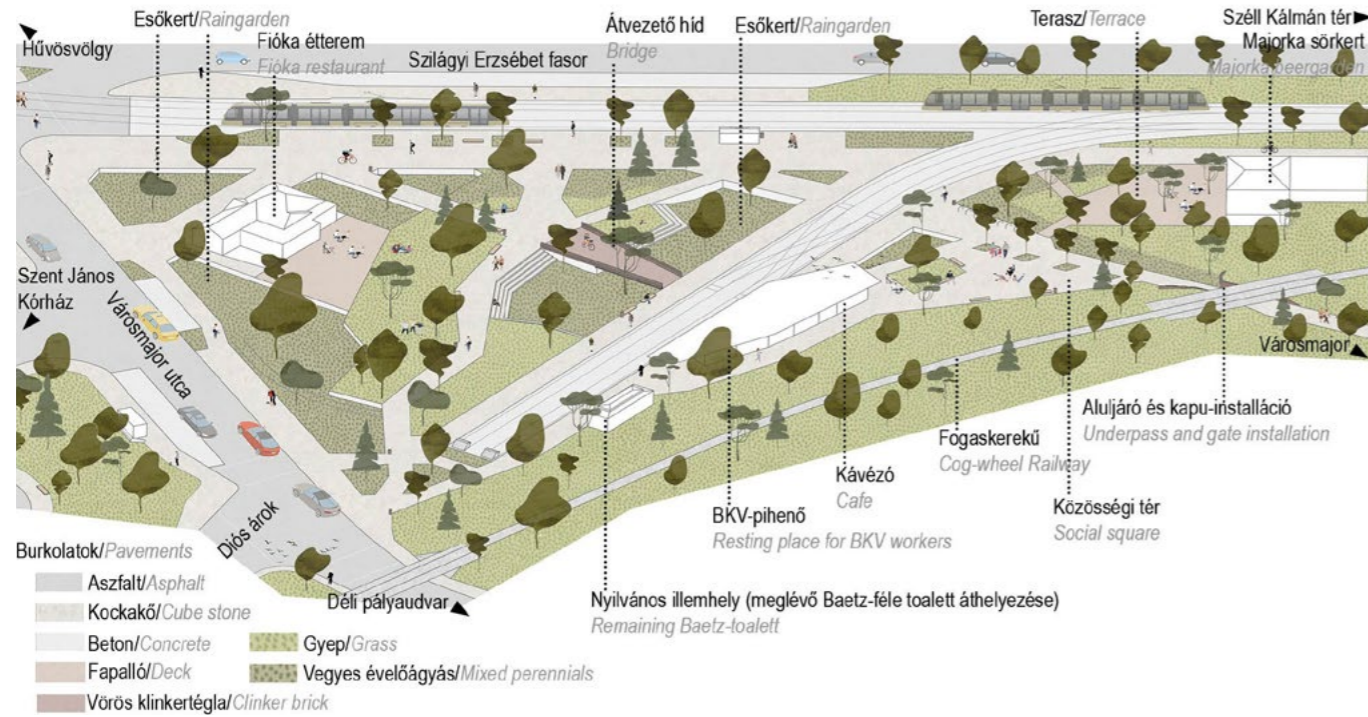 Esőkert/Raingarden
Hűvösvölgy
Fióka étterem
Fióka restaurant
Szilágyi Erzsébet fasor
Átvezető híd
Bridge
Esőkert/Raingarden
Terasz/Terrace
Széll Kálmán tér
Majorka sörkert
Majorka beergarden
Szent János
Kórház
Városmajor utca
Diós árok
Déli pályaudvar
Városmajor
Aluljáró és kapu-installáció
Underpass and gate installation
Fogaskerekű
Cog-wheel Railway
Közösségi tér
Social square
Kávézó
Cafe
BKV-pihenő
Resting place for BKV workers
Nyilvános illemhely (meglévő Baetz-féle toalett áthelyezése)
Remaining Baetz-toalett
Burkolatok/Pavements
Aszfalt/Asphalt
Kockakő/Cube stone
Beton/Concrete
Fapalló/Deck
Vörös klinkertégla/Clinker brick
Gyep/Grass
Vegyes évelőágyás/Mixed perennials